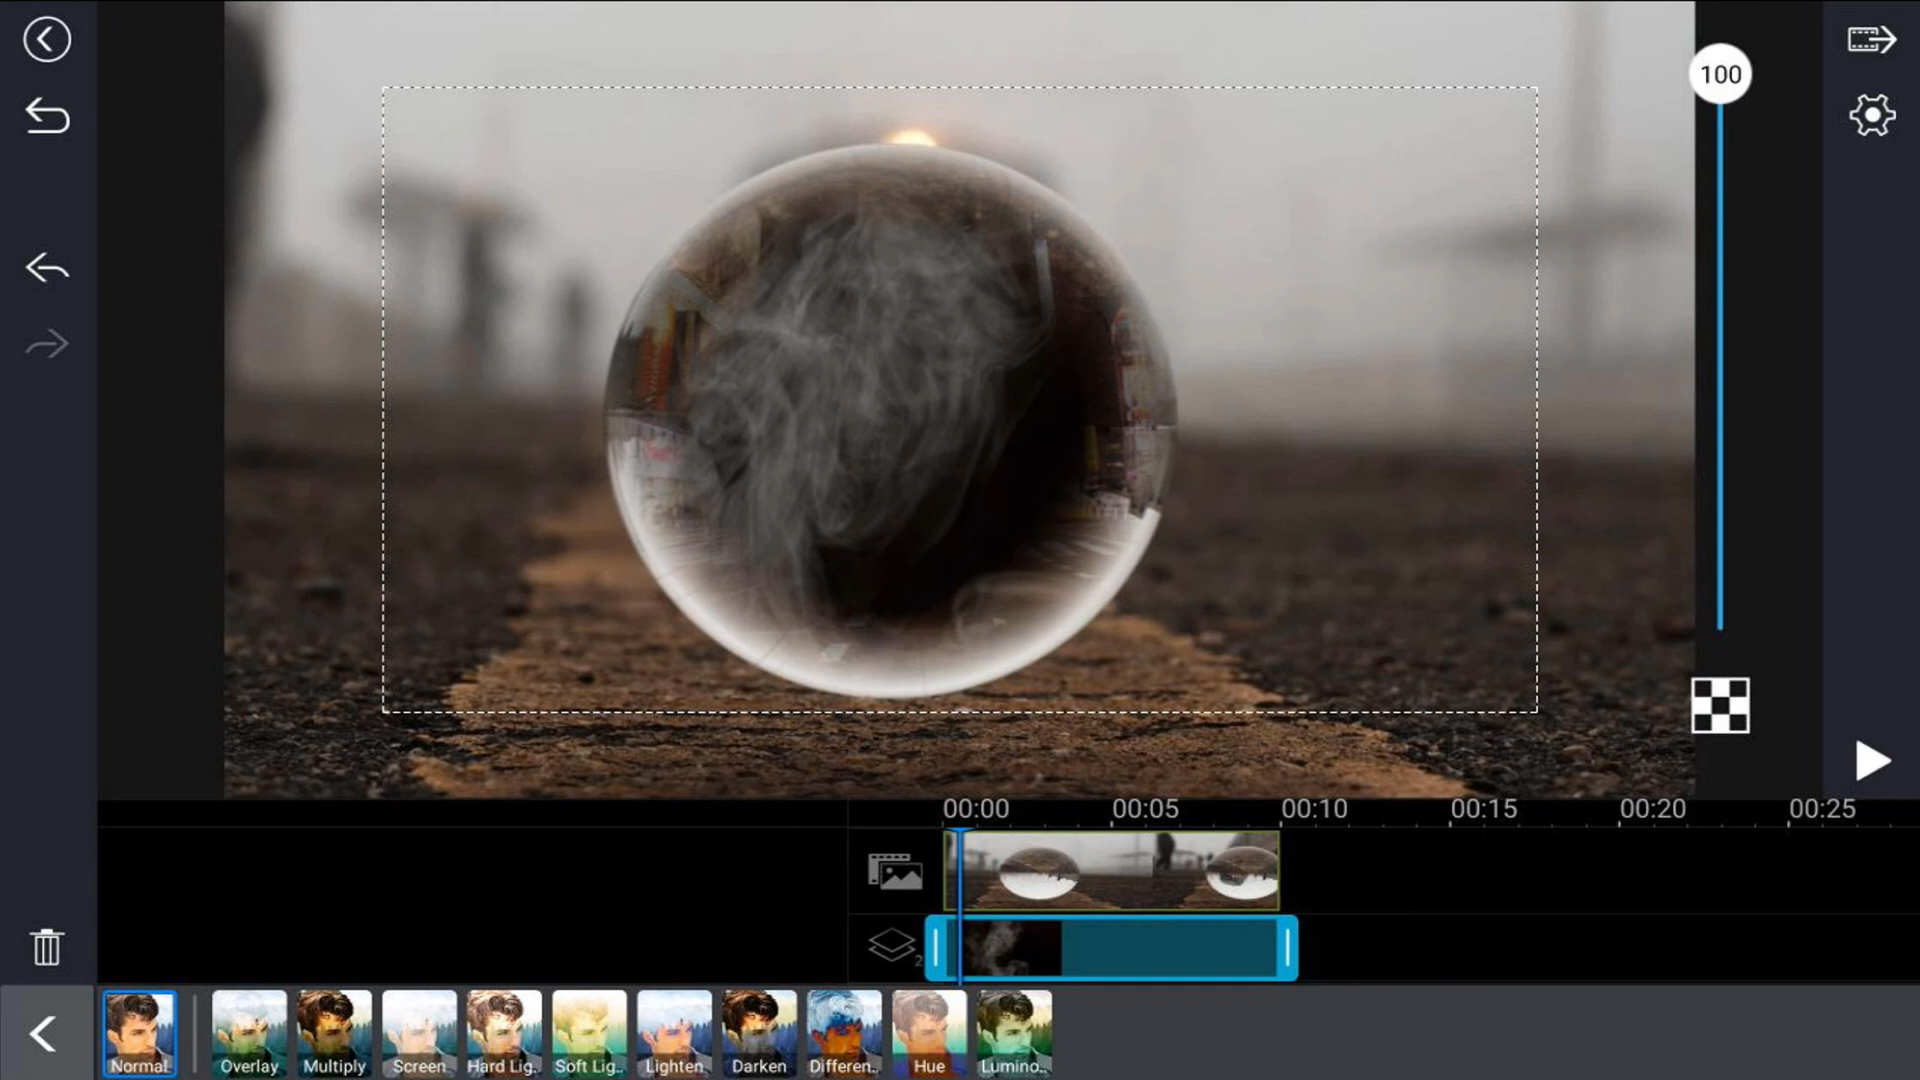 100
00:00 00:05 00:10 00:15 00:20 00:25
2
Normal Overlay Multiply Screen Hard Lig.. Soft Lig.. Lighten Darken Differen.. Hue Lumino..